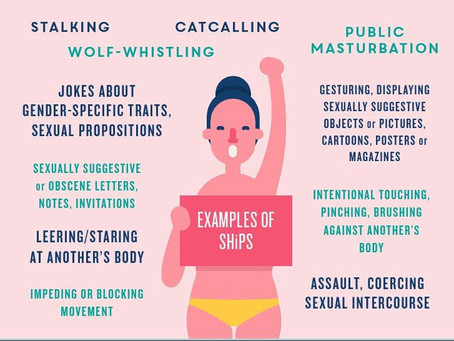 STALKING
CATCALLING
WOLF-WHISTLING
PUBLIC
MASTURBATION
JOKES ABOUT
GENDER-SPECIFIC TRAITS,
SEXUAL PROPOSITIONS
SEXUALLY SUGGESTIVE
or OBSCENE LETTERS,
NOTES, INVITATIONS
LEERING/STARING
AT ANOTHER'S BODY
IMPEDING OR BLOCKING
MOVEMENT
EXAMPLES OF
SHiPS
GESTURING, DISPLAYING
SEXUALLY SUGGESTIVE
OBJECTS or PICTURES,
CARTOONS, POSTERS or
MAGAZINES
INTENTIONAL TOUCHING,
PINCHING, BRUSHING
AGAINST ANOTHER'S
BODY
ASSAULT, COERCING
SEXUAL INTERCOURSE